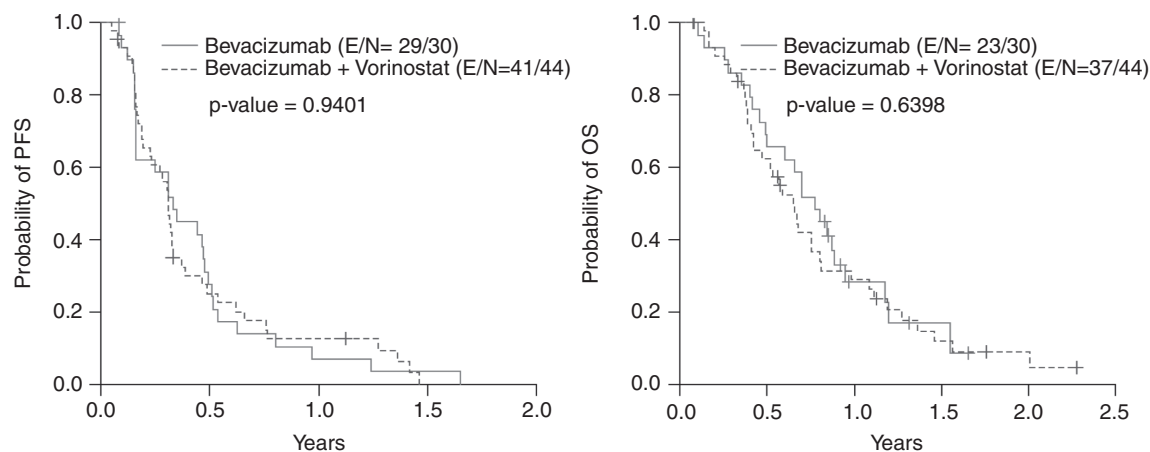 1.0
0.8
0.6
0.4
0.2
0.0
Probability of PFS
Bevacizumab (E/N= 29/30)
Bevacizumab + Vorinostat (E/N=41/44)
p-value = 0.9401
0.0 0.5 1.0 1.5 2.0
Years
1.0
0.8
0.6
0.4
0.2
0.0
Probability of OS
Bevacizumab (E/N= 23/30)
Bevacizumab + Vorinostat (E/N=37/44)
p-value = 0.6398
0.0 0.5 1.0 1.5 2.0 2.5
Years